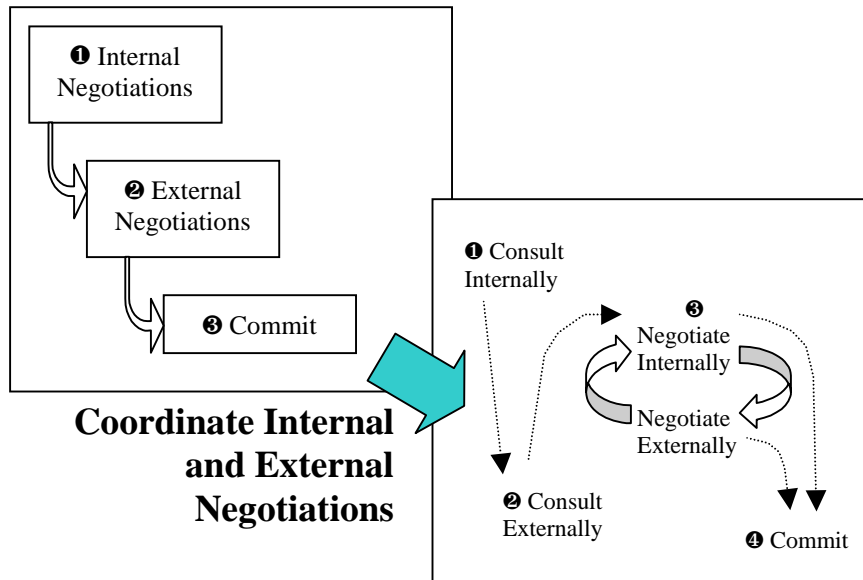 ❶ Internal
Negotiations
❷ External
Negotiations
❸ Commit
Coordinate Internal
and External
Negotiations
❶ Consult
Internally
❷ Consult
Externally
❸
Negotiate
Internally
Negotiate
Externally
❹ Commit